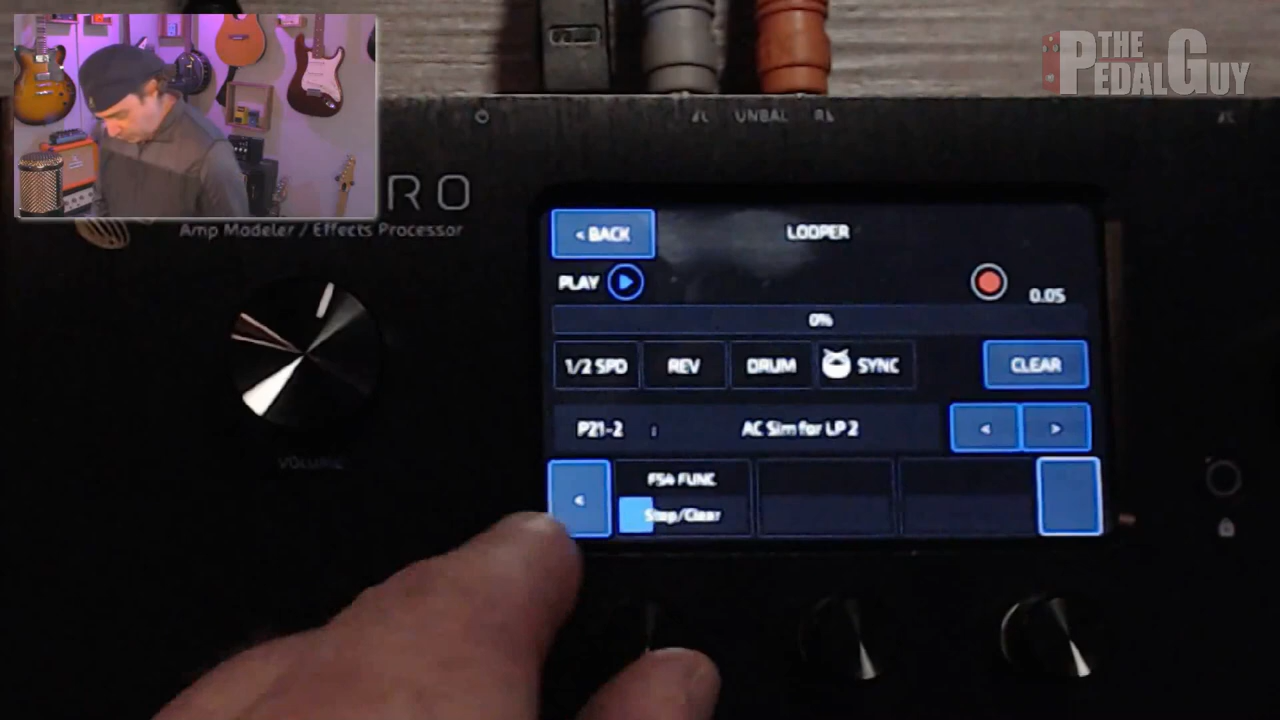 THE
PEDALGUY
UNBAL
RO
Amp Modeler / Effects Processor
< BACK
LOOPER
PLAY
0.05
0%
1/2 SPD
REV
DRUM
SYNC
CLEAR
P21-2
AC Sim for LP 2
<
>
<
FS4 FUNC
Stop/Clear
VOLUME